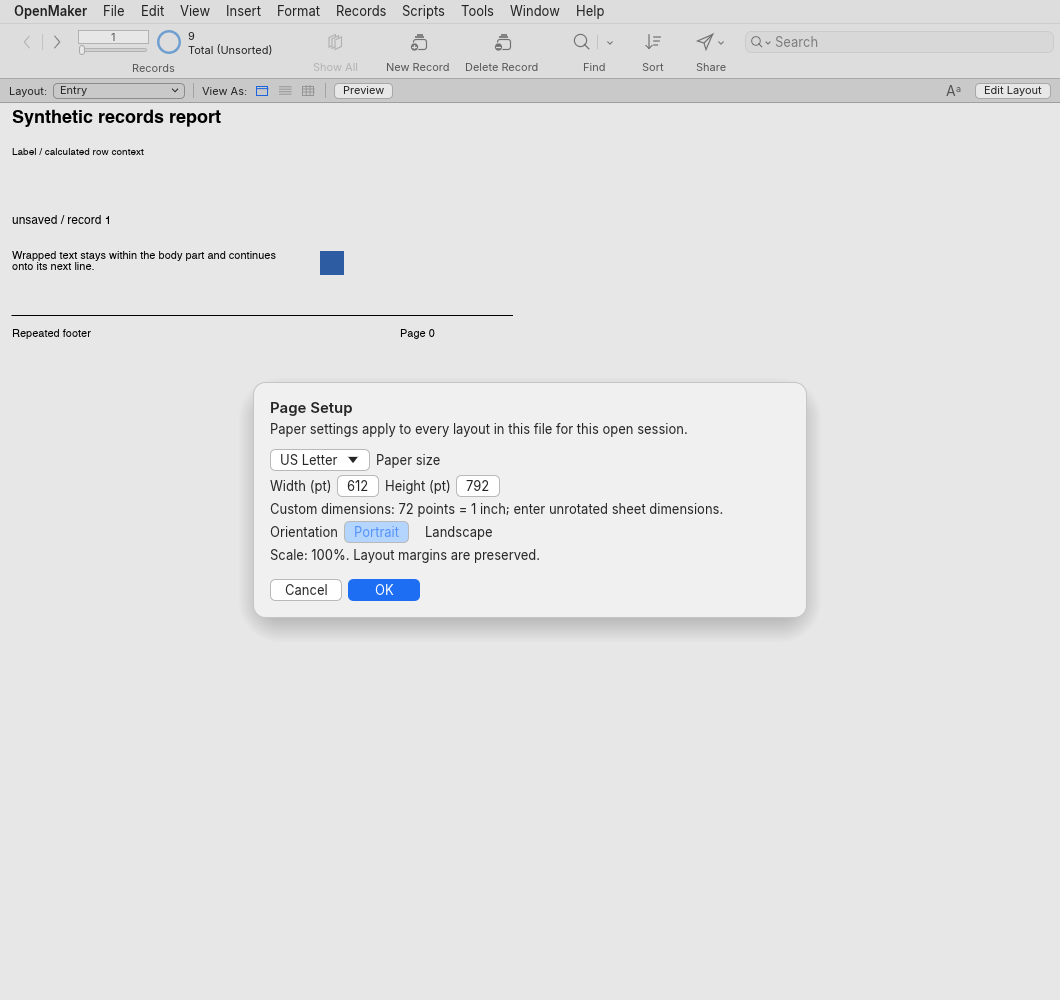 OpenMaker File Edit View Insert Format Records Scripts Tools Window Help
1
9
Total (Unsorted)
Records
Show All
New Record
Delete Record
Find
Sort
Share
Search
Layout: Entry View As: Preview Aa Edit Layout
Synthetic records report
Label / calculated row context
unsaved / record 1
Wrapped text stays within the body part and continues
onto its next line.
Repeated footer Page 0
Page Setup
Paper settings apply to every layout in this file for this open session.
US Letter Paper size
Width (pt) 612 Height (pt) 792
Custom dimensions: 72 points = 1 inch; enter unrotated sheet dimensions.
Orientation Portrait Landscape
Scale: 100%. Layout margins are preserved.
Cancel OK